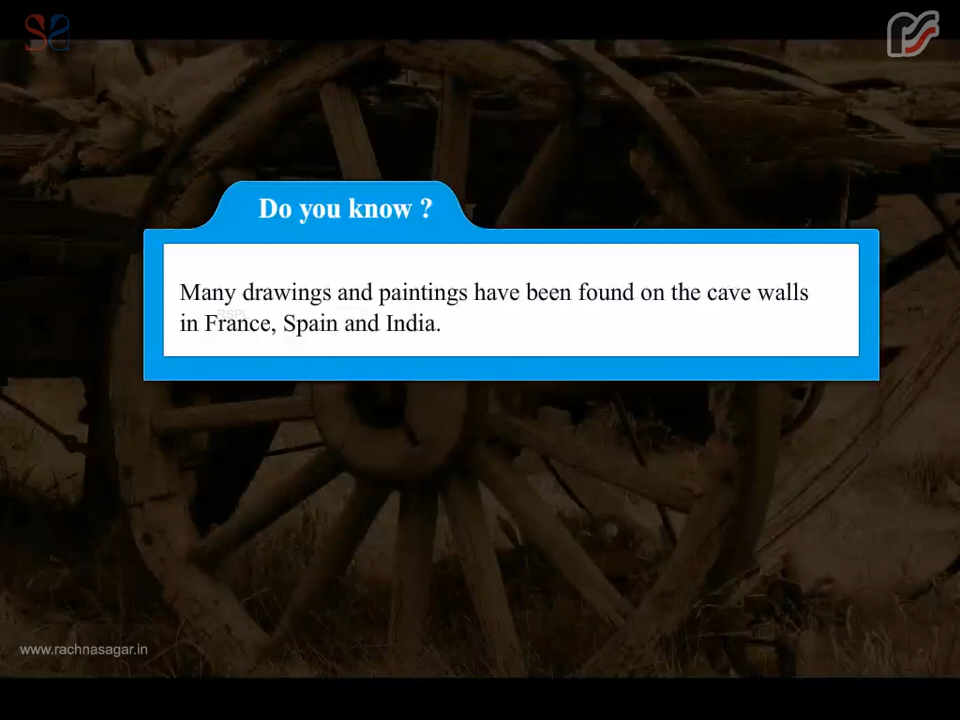 Do you know ?
Many drawings and paintings have been found on the cave walls
in France, Spain and India.
RSPL
www.rachnasagar.in